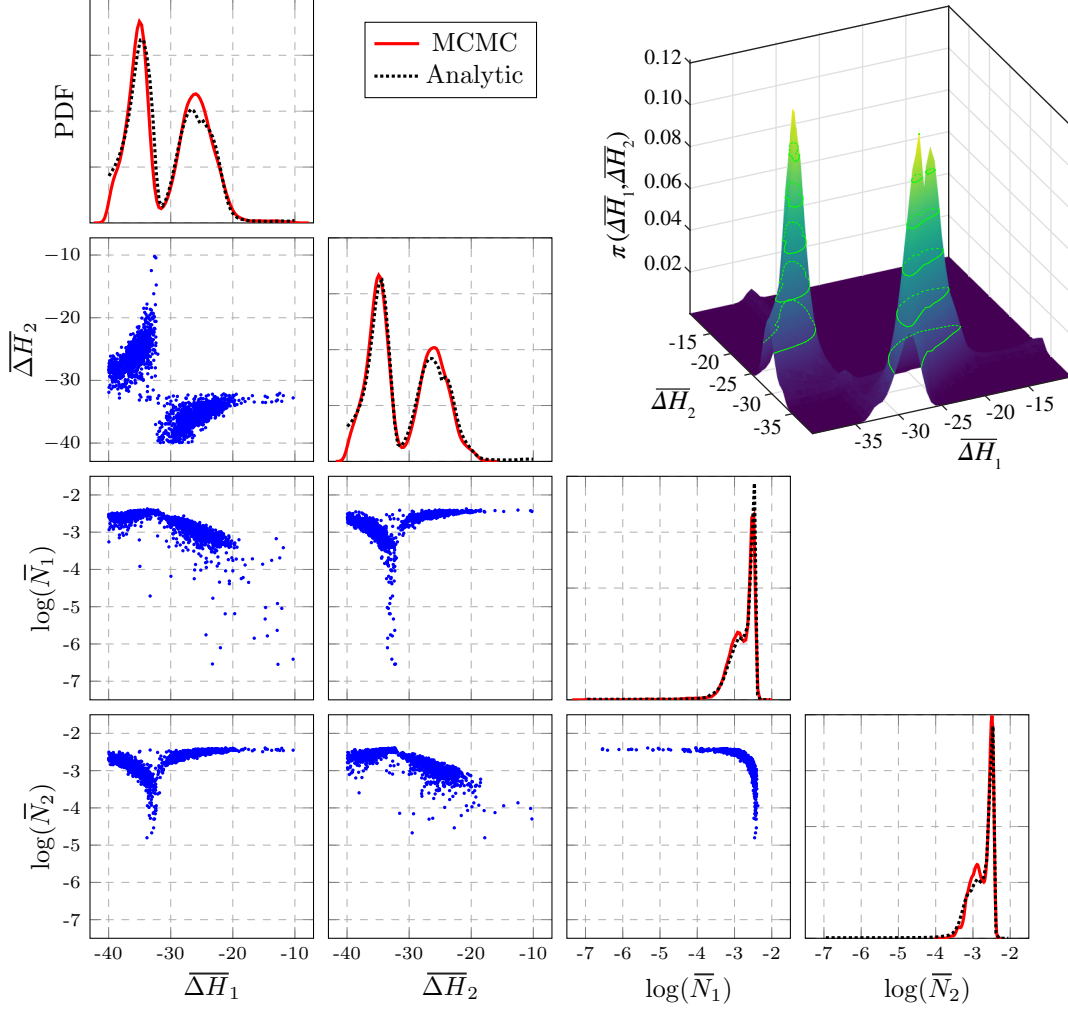 MCMC
Analytic
PDF
0.12
0.10
0.08
0.06
0.04
0.02
π(ΔH̅₁,ΔH̅₂)
-15
-20
-25
-30
-35
ΔH̅₂
-35
-30
-25
-20
-15
ΔH̅₁
−10
−20
−30
−40
ΔH̅₂
-2
-3
-4
-5
-6
-7
log(N̅₁)
-2
-3
-4
-5
-6
-7
log(N̅₂)
-40 -30 -20 -10
-40 -30 -20 -10
-7 -6 -5 -4 -3 -2 -1
-7 -6 -5 -4 -3 -2 -1
ΔH̅₁ ΔH̅₂ log(N̅₁) log(N̅₂)